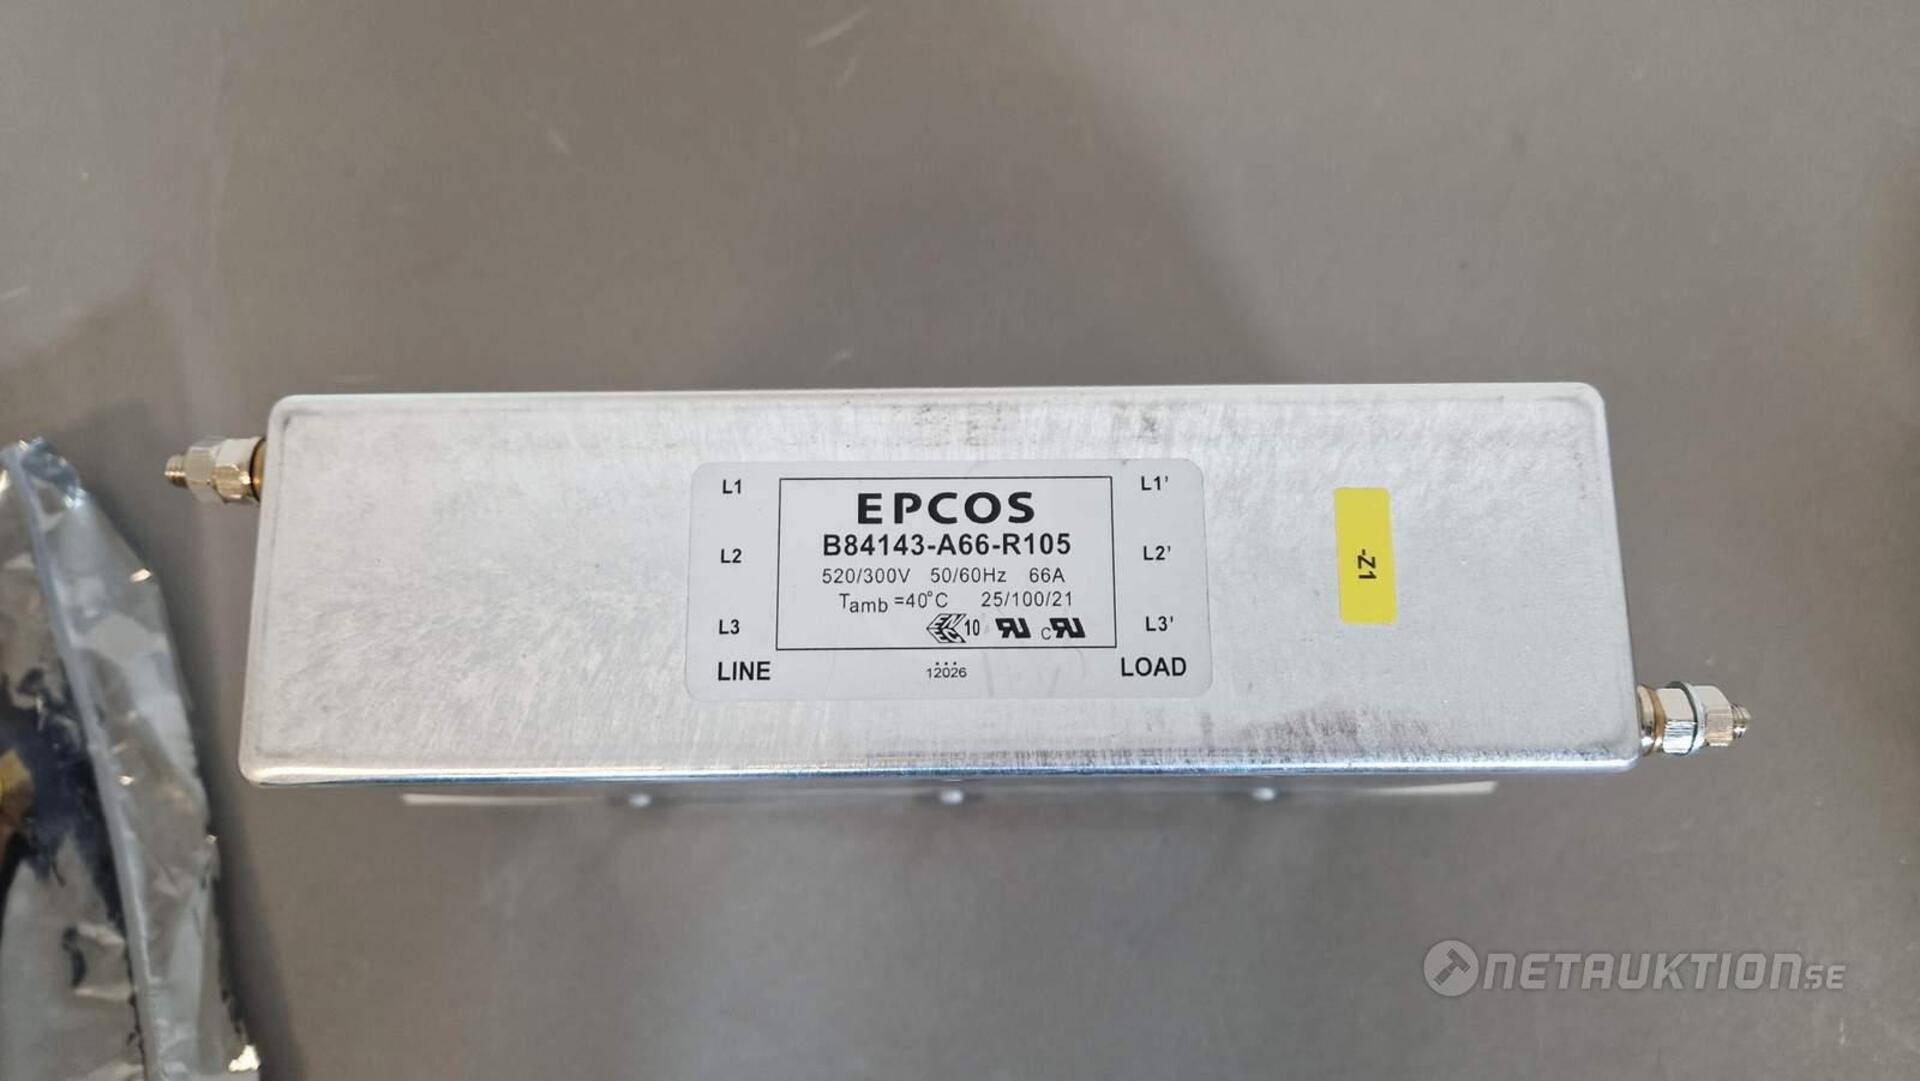 L1 EPCOS L1'
B84143-A66-R105
L2 520/300V 50/60Hz 66A L2'
Tamb =40°C 25/100/21
L3 10 L3'
LINE 12026 LOAD
-Z1
NETAUKTION.SE